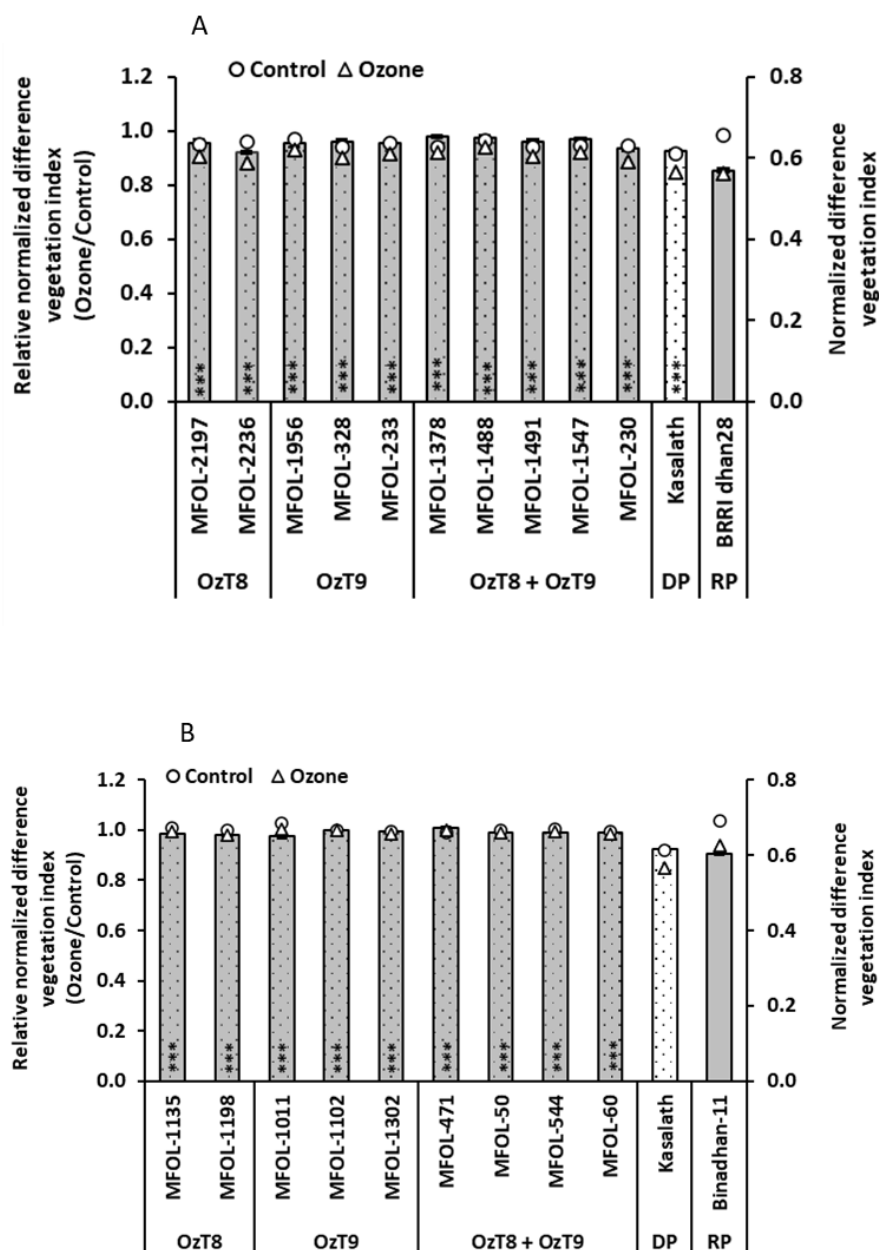 A
○ Control △ Ozone
Relative normalized difference
vegetation index
(Ozone/Control)
1.2
1.0
0.8
0.6
0.4
0.2
0.0
0.8
0.6
0.4
0.2
0.0
Normalized difference
vegetation index
*** *** *** *** *** *** *** *** *** *** ***
MFOL-2197 MFOL-2236 MFOL-1956 MFOL-328 MFOL-233 MFOL-1378 MFOL-1488 MFOL-1491 MFOL-1547 MFOL-230 Kasalath BRRI dhan28
OzT8 OzT9 OzT8 + OzT9 DP RP
B
○ Control △ Ozone
Relative normalized difference
vegetation index
(Ozone/Control)
1.2
1.0
0.8
0.6
0.4
0.2
0.0
0.8
0.6
0.4
0.2
0.0
Normalized difference
vegetation index
*** *** *** *** *** *** *** *** ***
MFOL-1135 MFOL-1198 MFOL-1011 MFOL-1102 MFOL-1302 MFOL-471 MFOL-50 MFOL-544 MFOL-60 Kasalath Binadhan-11
OzT8 OzT9 OzT8 + OzT9 DP RP